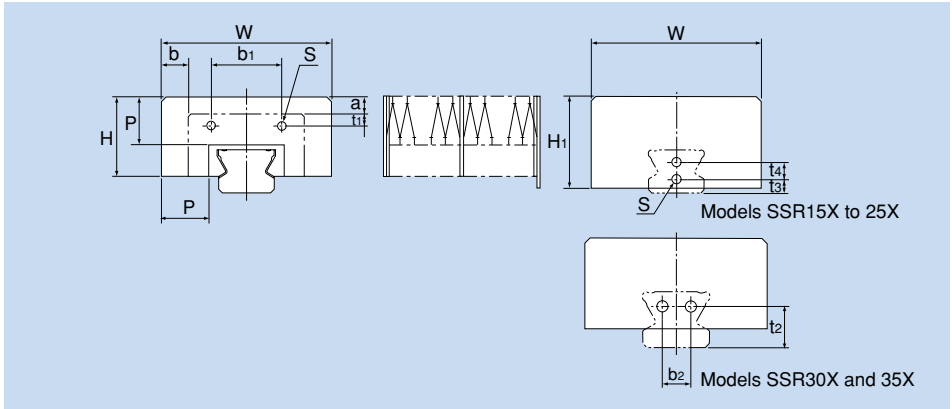 W
b
b1
S
a
t1
P
H
P
W
H1
t4
t3
S
Models SSR15X to 25X
t2
b2
Models SSR30X and 35X